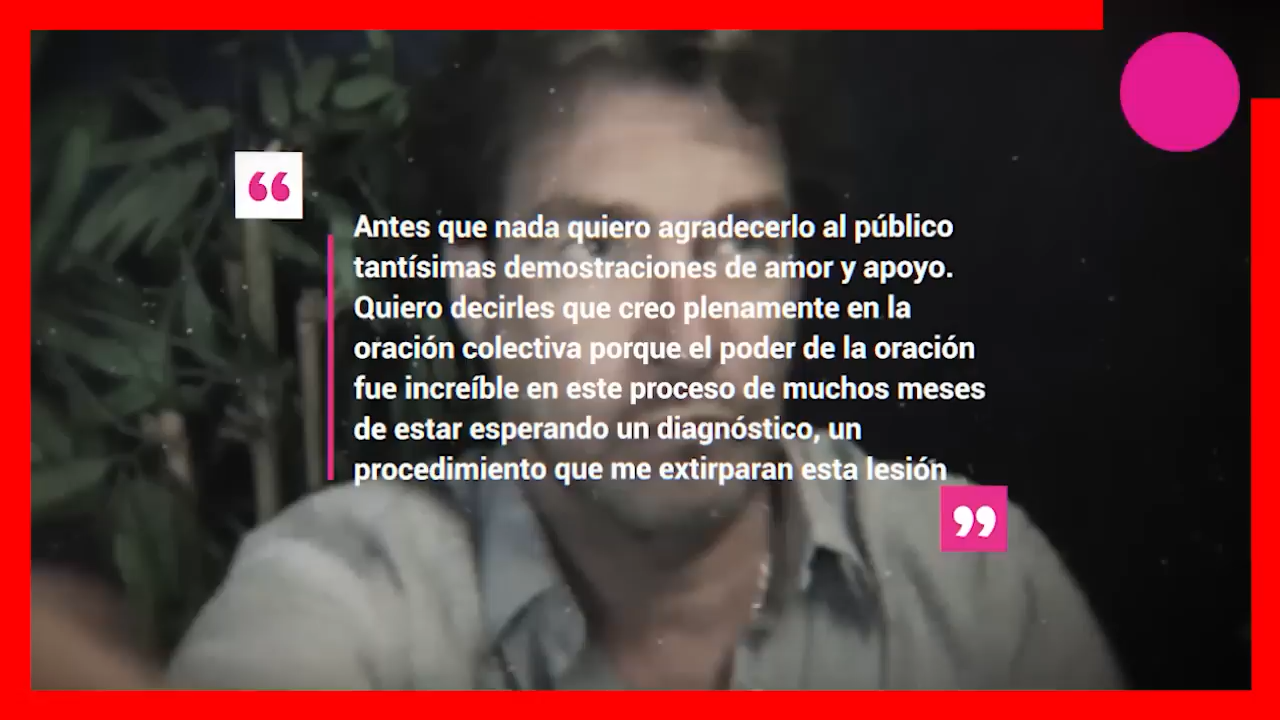 “
Antes que nada quiero agradecerlo al público
tantísimas demostraciones de amor y apoyo.
Quiero decirles que creo plenamente en la
oración colectiva porque el poder de la oración
fue increíble en este proceso de muchos meses
de estar esperando un diagnóstico, un
procedimiento que me extirparan esta lesión
”